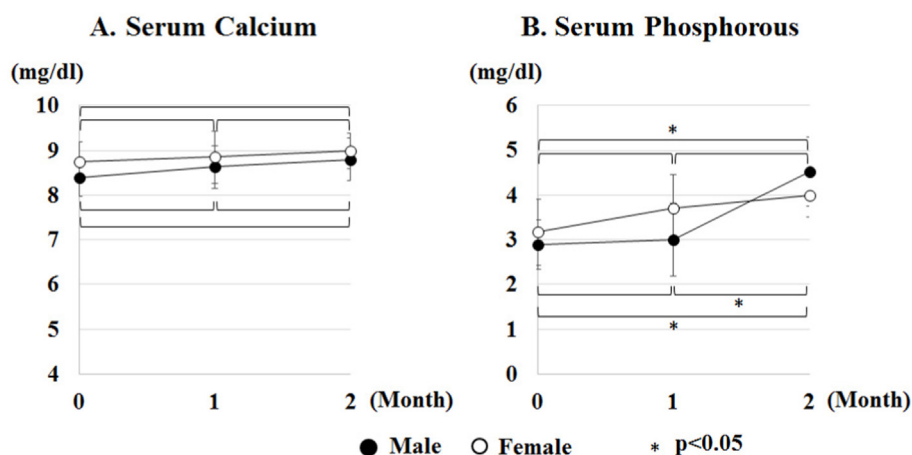 A. Serum Calcium
(mg/dl)
10
9
8
7
6
5
4
0 1 2 (Month)
B. Serum Phosphorous
(mg/dl)
6
5
4
3
2
1
0
*
*
*
0 1 2 (Month)
● Male ○ Female * p<0.05